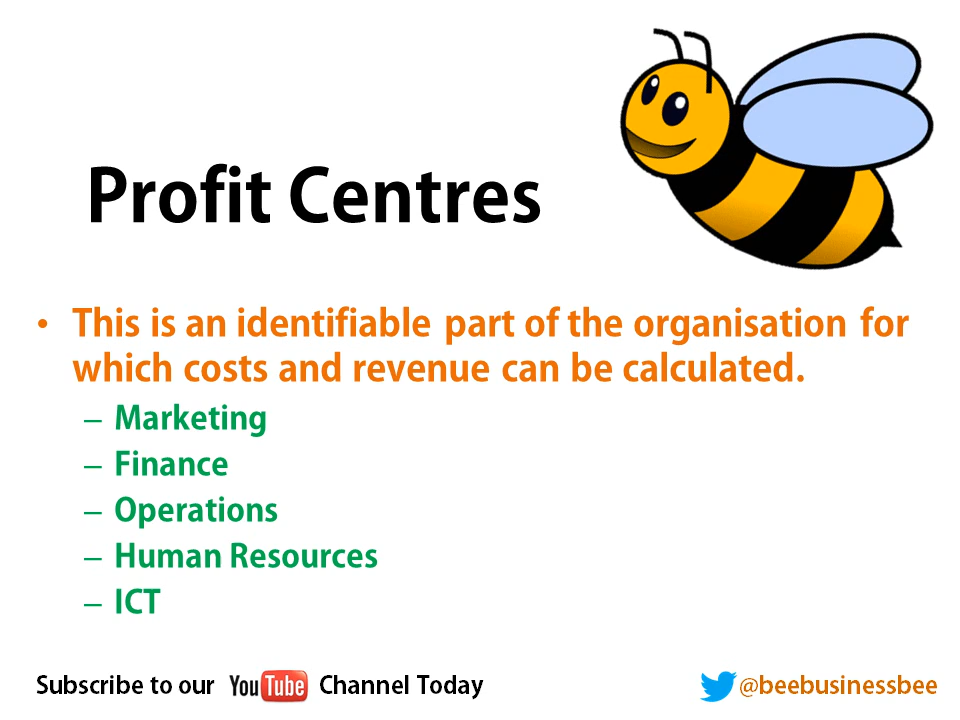 Profit Centres
• This is an identifiable part of the organisation for
which costs and revenue can be calculated.
– Marketing
– Finance
– Operations
– Human Resources
– ICT
Subscribe to our YouTube Channel Today @beebusinessbee